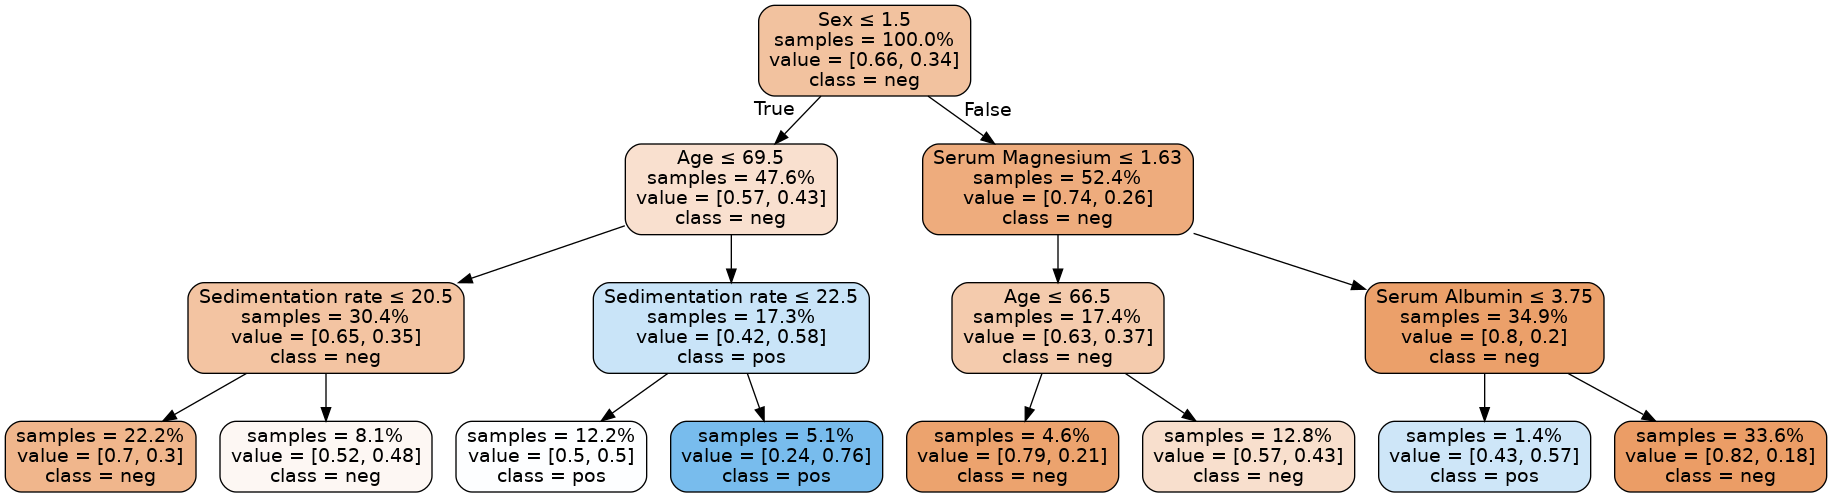 Sex ≤ 1.5
samples = 100.0%
value = [0.66, 0.34]
class = neg
True
False
Age ≤ 69.5
samples = 47.6%
value = [0.57, 0.43]
class = neg
Serum Magnesium ≤ 1.63
samples = 52.4%
value = [0.74, 0.26]
class = neg
Sedimentation rate ≤ 20.5
samples = 30.4%
value = [0.65, 0.35]
class = neg
Sedimentation rate ≤ 22.5
samples = 17.3%
value = [0.42, 0.58]
class = pos
Age ≤ 66.5
samples = 17.4%
value = [0.63, 0.37]
class = neg
Serum Albumin ≤ 3.75
samples = 34.9%
value = [0.8, 0.2]
class = neg
samples = 22.2%
value = [0.7, 0.3]
class = neg
samples = 8.1%
value = [0.52, 0.48]
class = neg
samples = 12.2%
value = [0.5, 0.5]
class = pos
samples = 5.1%
value = [0.24, 0.76]
class = pos
samples = 4.6%
value = [0.79, 0.21]
class = neg
samples = 12.8%
value = [0.57, 0.43]
class = neg
samples = 1.4%
value = [0.43, 0.57]
class = pos
samples = 33.6%
value = [0.82, 0.18]
class = neg